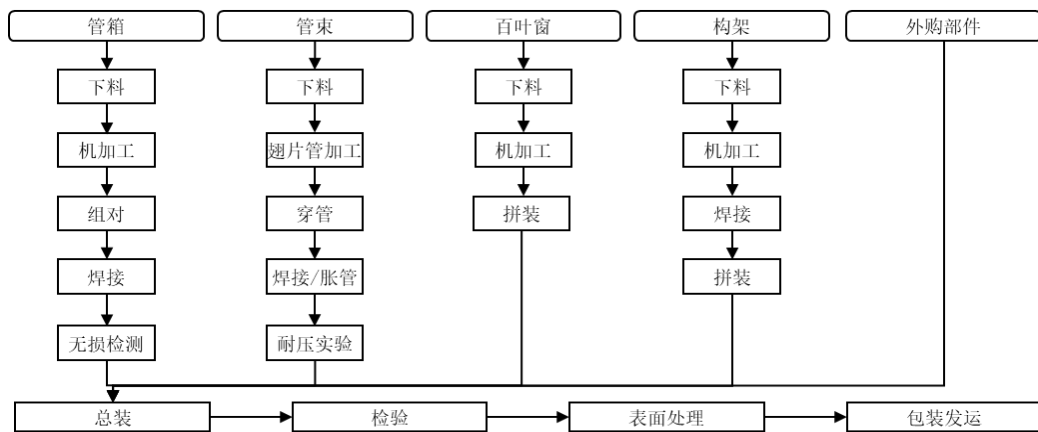 管箱
管束
百叶窗
构架
外购部件
下料
下料
下料
下料
机加工
翅片管加工
机加工
机加工
组对
穿管
拼装
焊接
焊接
焊接/胀管
拼装
无损检测
耐压实验
总装
检验
表面处理
包装发运